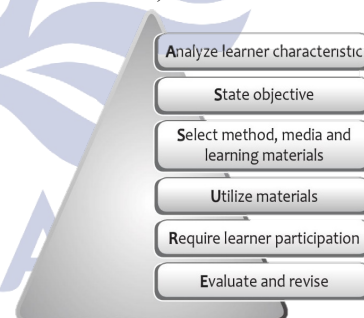 Analyze learner characteristic
State objective
Select method, media and
learning materials
Utilize materials
Require learner participation
Evaluate and revise